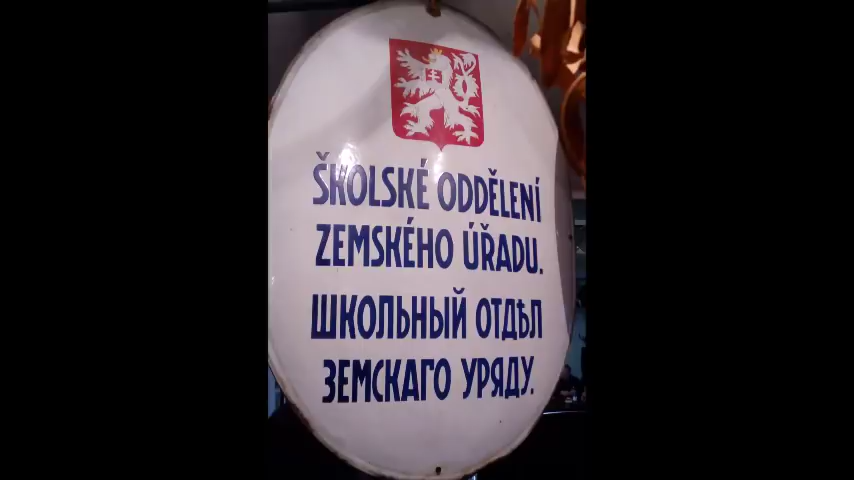 ŠKOLSKÉ ODDĚLENÍ
ZEMSKÉHO ÚŘADU.
ШКОЛЬНЫЙ ОТДѢЛ
ЗЕМСКАГО УРЯДУ.